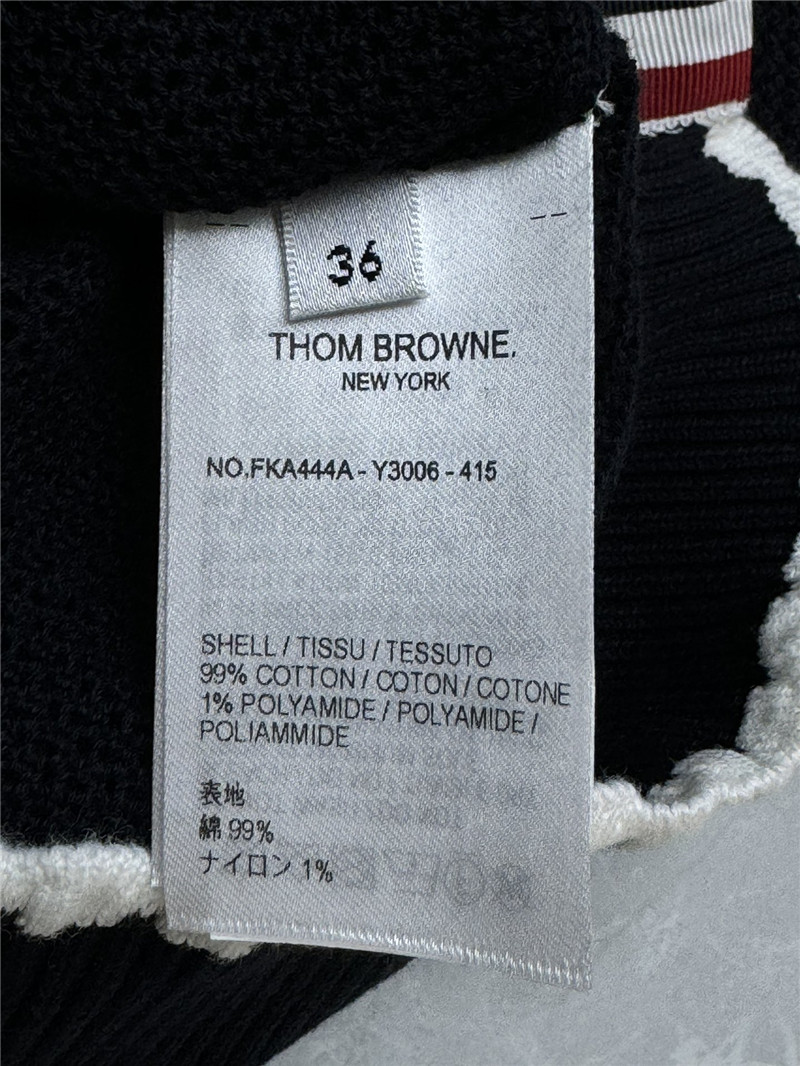 36
THOM BROWNE.
NEW YORK
NO.FKA444A - Y3006 - 415
SHELL / TISSU / TESSUTO
99% COTTON / COTON / COTONE
1% POLYAMIDE / POLYAMIDE /
POLIAMMIDE
表地
綿 99%
ナイロン 1%